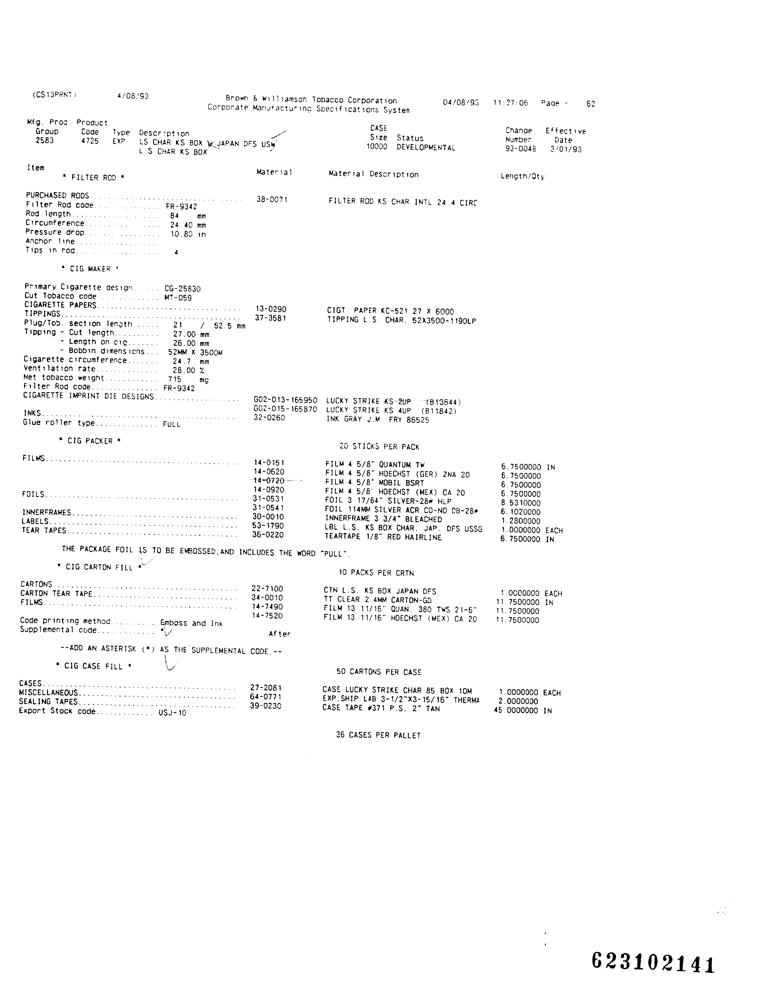 (CS13PRNT) 4/08/93 Brown & Williamson Tobacco Corporation 04/08/93 11:27:06 Page - 62
Corporate Manufacturing Specifications System
Mfg. Prod Product CASE Change Effective
Group Code Type Description Size Status Number Date
2583 4725 EXP LS CHAR KS BOX JAPAN DFS USW 10000 DEVELOPMENTAL 93-0048 3/01/93
L S CHAR KS BOX
Item Material Material Description Length/Qty
* FILTER ROD *
PURCHASED RODS 38-0071 FILTER ROD KS CHAR INTL 24.4 CIRC
Filter Rod code FR-9342
Rod length 84 mm
Circumference 24.40 mm
Pressure drop 10.80 in
Anchor line
Tips in rod 4
* CIG MAKER *
Primary Cigarette design CG-25830
Cut Tobacco code MT-059
CIGARETTE PAPERS 13-0290 CIGT. PAPER KC-521 27 X 6000
TIPPINGS 37-3581 TIPPING L.S. CHAR. 52X3500-1190LP
Plug/Tob. section length 21 / 52.5 mm
Tipping - Cut length 27.00 mm
- Length on cig 26.00 mm
- Bobbin dimensions 52MM X 3500M
Cigarette circumference 24.7 mm
Ventilation rate 28.00 %
Net tobacco weight 715 mg
Filter Rod code FR-9342
CIGARETTE IMPRINT DIE DESIGNS G02-013-165950 LUCKY STRIKE KS-2UP (B13644)
G02-015-165870 LUCKY STRIKE KS 4UP (B11842)
INKS 32-0260 INK GRAY J.M. FRY 86525
Glue roller type FULL
* CIG PACKER * 20 STICKS PER PACK
FILMS 14-0151 FILM 4 5/8" QUANTUM TW 6.7500000 IN
14-0620 FILM 4 5/8" HOECHST (GER) ZNA 20 6.7500000
14-0720 FILM 4 5/8" MOBIL BSRT 6.7500000
14-0920 FILM 4 5/8" HOECHST (MEX) CA 20 6.7500000
FOILS 31-0531 FOIL 3 17/64" SILVER-28# HLP 8.5310000
31-0541 FOIL 114MM SILVER ACR CO-NO CB-28# 6.1020000
INNERFRAMES 30-0010 INNERFRAME 3 3/4" BLEACHED 1.2800000
LABELS 53-1790 LBL L.S. KS BOX CHAR. JAP. DFS USSG 1.0000000 EACH
TEAR TAPES 36-0220 TEARTAPE 1/8" RED HAIRLINE 6.7500000 IN
THE PACKAGE FOIL IS TO BE EMBOSSED,AND INCLUDES THE WORD "PULL".
* CIG CARTON FILL * 10 PACKS PER CRTN
CARTONS 22-7100 CTN L.S. KS BOX JAPAN DFS 1.0000000 EACH
CARTON TEAR TAPE 34-0010 TT CLEAR 2.4MM CARTON-GD 11.7500000 IN
FILMS 14-7490 FILM 13 11/16" QUAN. 380 TWS 21-6" 11.7500000
14-7520 FILM 13 11/16" HOECHST (MEX) CA 20 11.7500000
Code printing method Emboss and Ink
Supplemental code * After
--ADD AN ASTERISK (*) AS THE SUPPLEMENTAL CODE.--
* CIG CASE FILL * 50 CARTONS PER CASE
CASES 27-2081 CASE LUCKY STRIKE CHAR 85 BOX 10M 1.0000000 EACH
MISCELLANEOUS 64-0771 EXP.SHIP LAB 3-1/2"X3-15/16" THERMA 2.0000000
SEALING TAPES 39-0230 CASE TAPE #371 P.S. 2" TAN 45.0000000 IN
Export Stock code USJ-10
36 CASES PER PALLET
623102141